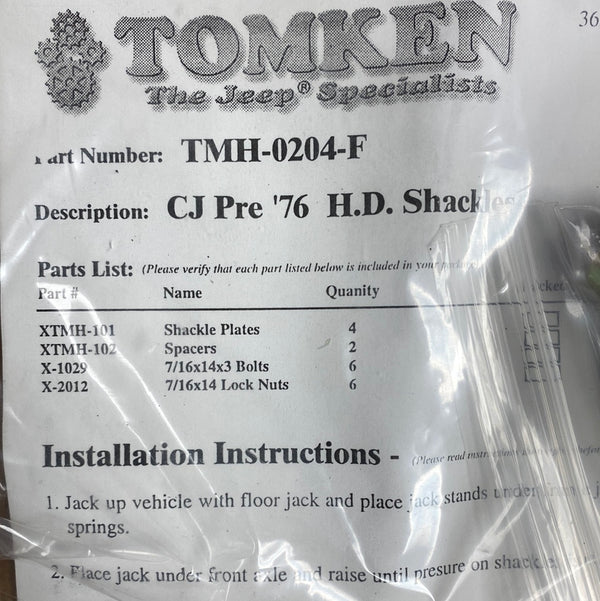 36
TOMKEN
The Jeep® Specialists
Part Number: TMH-0204-F
Description: CJ Pre '76 H.D. Shackles
Parts List: (Please verify that each part listed below is included in your package)
Part # Name Quanity
XTMH-101 Shackle Plates 4
XTMH-102 Spacers 2
X-1029 7/16x14x3 Bolts 6
X-2012 7/16x14 Lock Nuts 6
Installation Instructions - (Please read
1. Jack up vehicle with floor jack and place jack stands under
springs.
2. Place jack under front axle and raise until presure on shackle